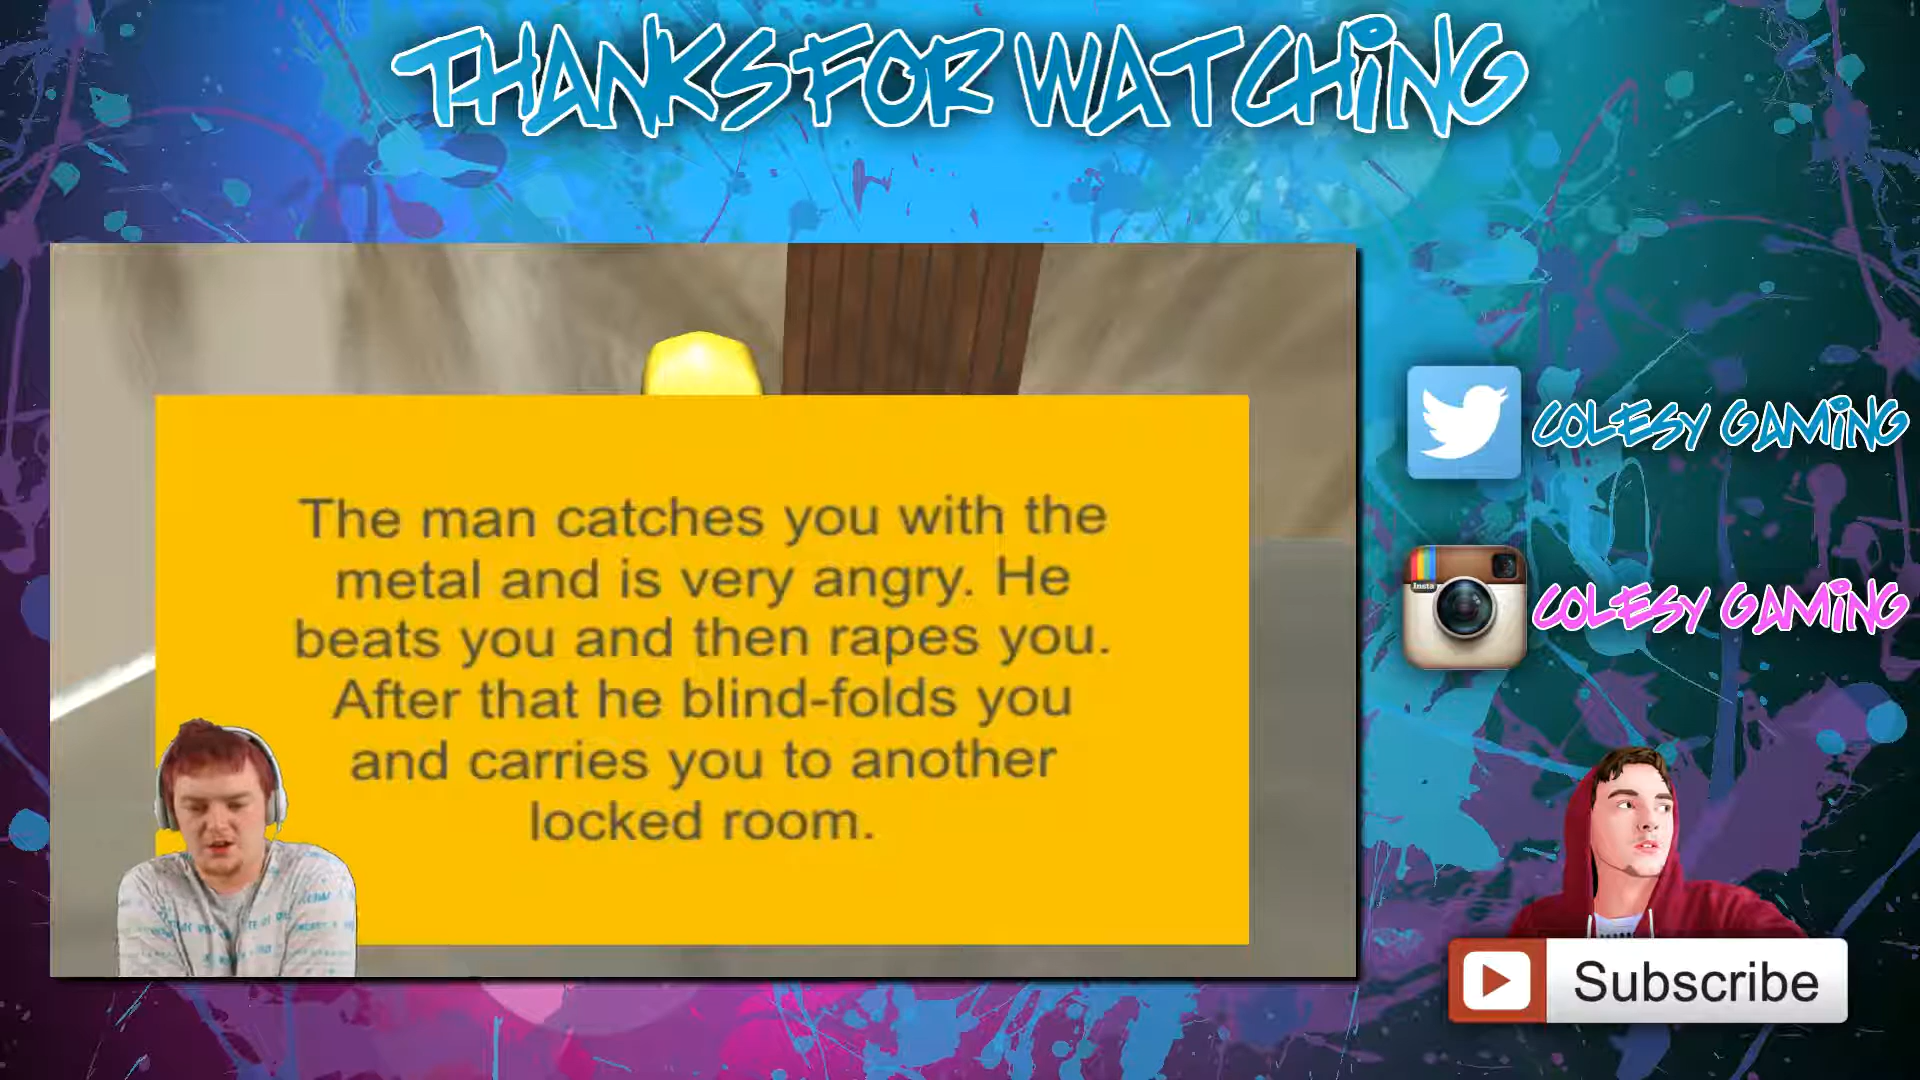 THANKS FOR WATCHING
The man catches you with the
metal and is very angry. He
beats you and then rapes you.
After that he blind-folds you
and carries you to another
locked room.
COLESY GAMING
Insta
COLESY GAMING
Subscribe